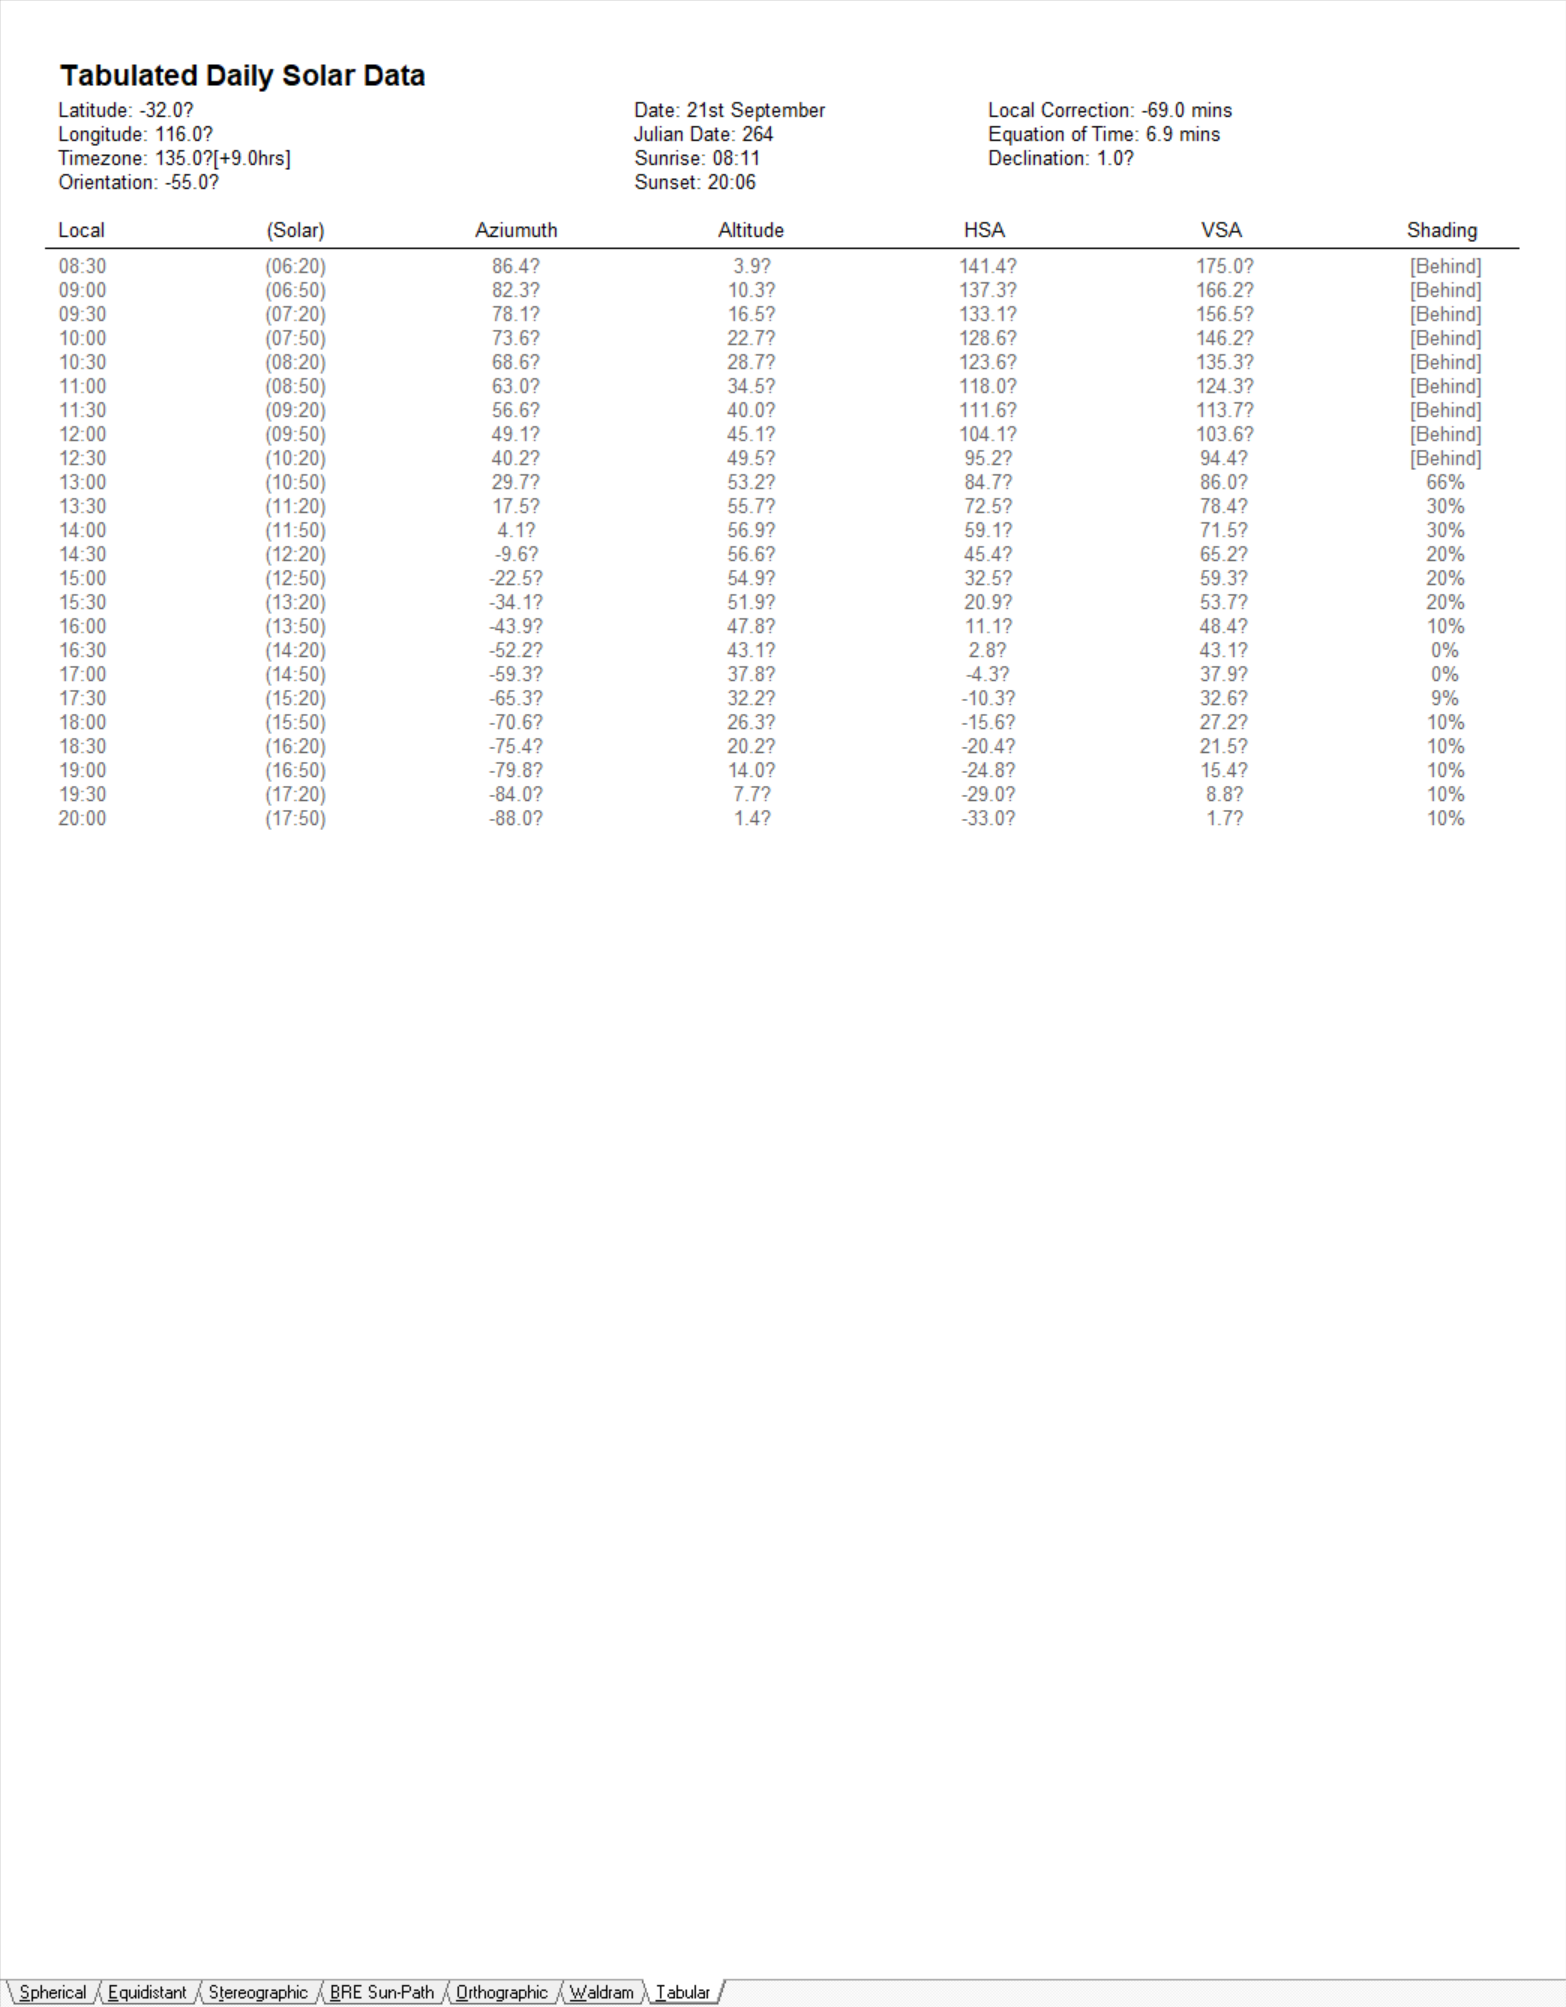 Tabulated Daily Solar Data
Latitude: -32.0? Date: 21st September Local Correction: -69.0 mins
Longitude: 116.0? Julian Date: 264 Equation of Time: 6.9 mins
Timezone: 135.0?[+9.0hrs] Sunrise: 08:11 Declination: 1.0?
Orientation: -55.0? Sunset: 20:06
Local (Solar) Aziumuth Altitude HSA VSA Shading
08:30 (06:20) 86.4? 3.9? 141.4? 175.0? [Behind]
09:00 (06:50) 82.3? 10.3? 137.3? 166.2? [Behind]
09:30 (07:20) 78.1? 16.5? 133.1? 156.5? [Behind]
10:00 (07:50) 73.6? 22.7? 128.6? 146.2? [Behind]
10:30 (08:20) 68.6? 28.7? 123.6? 135.3? [Behind]
11:00 (08:50) 63.0? 34.5? 118.0? 124.3? [Behind]
11:30 (09:20) 56.6? 40.0? 111.6? 113.7? [Behind]
12:00 (09:50) 49.1? 45.1? 104.1? 103.6? [Behind]
12:30 (10:20) 40.2? 49.5? 95.2? 94.4? [Behind]
13:00 (10:50) 29.7? 53.2? 84.7? 86.0? 66%
13:30 (11:20) 17.5? 55.7? 72.5? 78.4? 30%
14:00 (11:50) 4.1? 56.9? 59.1? 71.5? 30%
14:30 (12:20) -9.6? 56.6? 45.4? 65.2? 20%
15:00 (12:50) -22.5? 54.9? 32.5? 59.3? 20%
15:30 (13:20) -34.1? 51.9? 20.9? 53.7? 20%
16:00 (13:50) -43.9? 47.8? 11.1? 48.4? 10%
16:30 (14:20) -52.2? 43.1? 2.8? 43.1? 0%
17:00 (14:50) -59.3? 37.8? -4.3? 37.9? 0%
17:30 (15:20) -65.3? 32.2? -10.3? 32.6? 9%
18:00 (15:50) -70.6? 26.3? -15.6? 27.2? 10%
18:30 (16:20) -75.4? 20.2? -20.4? 21.5? 10%
19:00 (16:50) -79.8? 14.0? -24.8? 15.4? 10%
19:30 (17:20) -84.0? 7.7? -29.0? 8.8? 10%
20:00 (17:50) -88.0? 1.4? -33.0? 1.7? 10%
Spherical Equidistant Stereographic BRE Sun-Path Orthographic Waldram Tabular